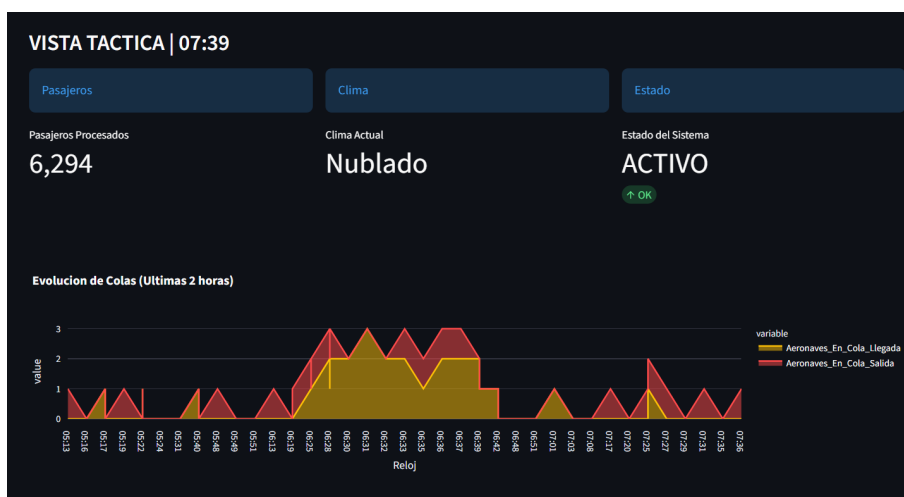 VISTA TACTICA | 07:39
Pasajeros
Clima
Estado
Pasajeros Procesados
Clima Actual
Estado del Sistema
6,294
Nublado
ACTIVO
↑ OK
Evolucion de Colas (Ultimas 2 horas)
variable
Aeronaves_En_Cola_Llegada
Aeronaves_En_Cola_Salida
value
3
2
1
0
05:13 05:16 05:17 05:19 05:22 05:24 05:31 05:40 05:48 05:49 05:51 06:13 06:19 06:25 06:28 06:30 06:31 06:32 06:33 06:35 06:36 06:37 06:39 06:42 06:48 06:51 07:01 07:03 07:08 07:17 07:20 07:25 07:27 07:29 07:31 07:35 07:36
Reloj